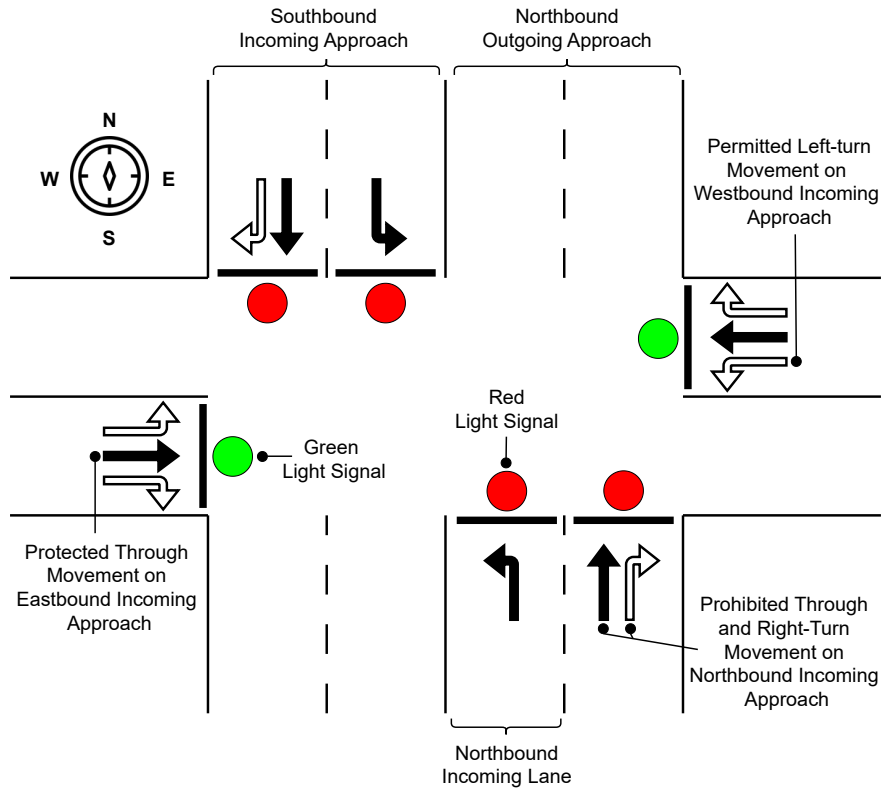 Southbound
Incoming Approach
Northbound
Outgoing Approach
N
W
E
S
Permitted Left-turn
Movement on
Westbound Incoming
Approach
Red
Light Signal
Green
Light Signal
Protected Through
Movement on
Eastbound Incoming
Approach
Prohibited Through
and Right-Turn
Movement on
Northbound Incoming
Approach
Northbound
Incoming Lane